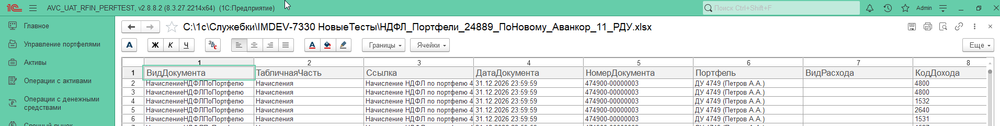 1С AVC_UAT_RFIN_PERFTEST, v2.8.8.2 (8.3.27.2214x64) (1С:Предприятие) Поиск Ctrl+Shift+F Admin
Главное
Управление портфелями
Активы
Операции с активами
Операции с денежными
средствами
Срочный рынок
C:\1c\Служебки\IMDEV-7330 НовыеТесты\НДФЛ_Портфели_24889_ПоНовому_Аванкор_11_РДУ.xlsx
А Ж К Ч abc А Границы Ячейки Еще
1 2 3 4 5 6 7 8
1 ВидДокумента ТабличнаяЧасть Ссылка ДатаДокумента НомерДокумента Портфель ВидРасхода КодДохода
2 НачислениеНДФЛПоПортфелю Начисления Начисление НДФЛ по портфелю 4 31.12.2026 23:59:59 474900-00000003 ДУ 4749 (Петров А.А.) 4800
3 НачислениеНДФЛПоПортфелю Начисления Начисление НДФЛ по портфелю 4 31.12.2026 23:59:59 474900-00000003 ДУ 4749 (Петров А.А.) 4800
4 НачислениеНДФЛПоПортфелю Начисления Начисление НДФЛ по портфелю 4 31.12.2026 23:59:59 474900-00000003 ДУ 4749 (Петров А.А.) 1532
5 НачислениеНДФЛПоПортфелю Начисления Начисление НДФЛ по портфелю 4 31.12.2026 23:59:59 474900-00000003 ДУ 4749 (Петров А.А.) 2640
6 НачислениеНДФЛПоПортфелю Начисления Начисление НДФЛ по портфелю 4 31.12.2026 23:59:59 474900-00000003 ДУ 4749 (Петров А.А.) 1531